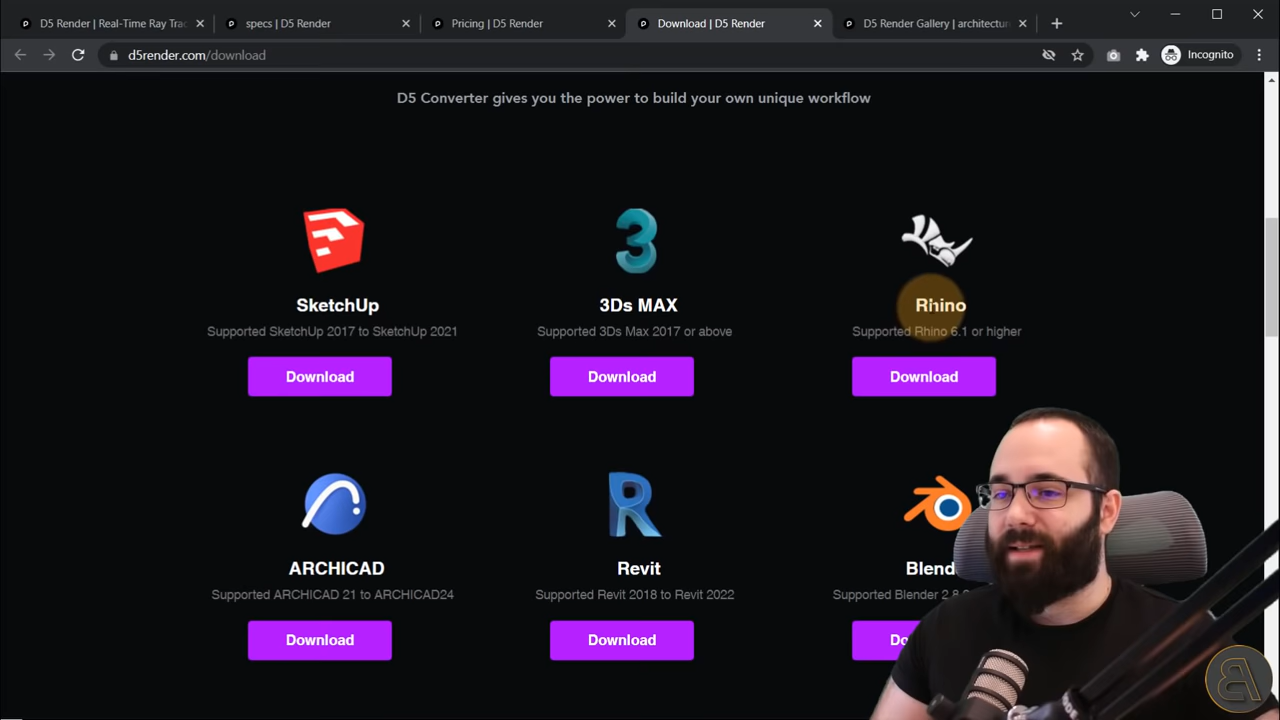 D5 Render | Real-Time Ray Trac
specs | D5 Render
Pricing | D5 Render
Download | D5 Render
D5 Render Gallery | architectur
d5render.com/download
Incognito
D5 Converter gives you the power to build your own unique workflow
SketchUp
3Ds MAX
Rhino
Supported SketchUp 2017 to SketchUp 2021
Supported 3Ds Max 2017 or above
Supported Rhino 6.1 or higher
Download
Download
Download
ARCHICAD
Revit
Blend
Supported ARCHICAD 21 to ARCHICAD24
Supported Revit 2018 to Revit 2022
Supported Blender 2.8
Download
Download
Do